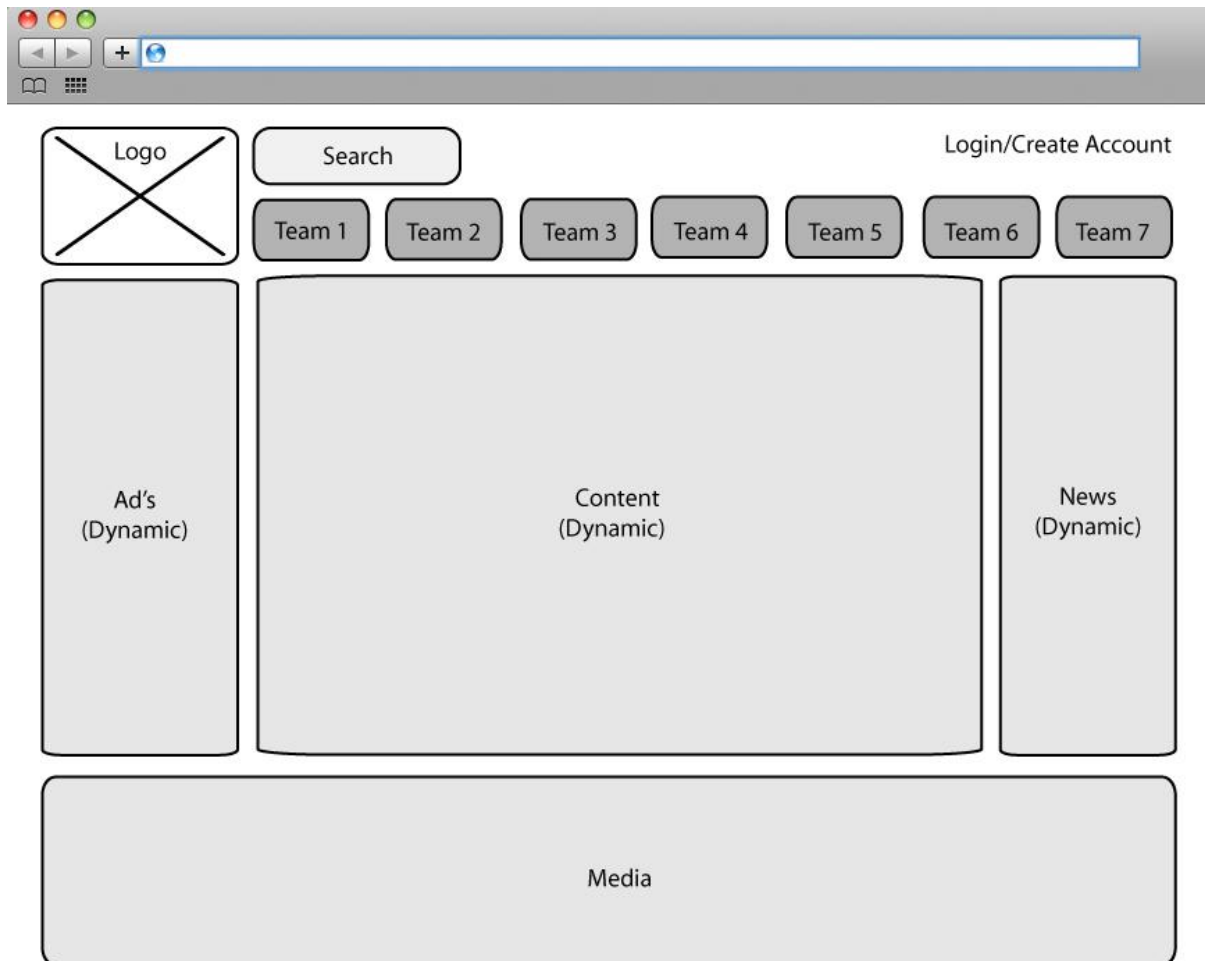 Logo
Search
Login/Create Account
Team 1
Team 2
Team 3
Team 4
Team 5
Team 6
Team 7
Ad's
(Dynamic)
Content
(Dynamic)
News
(Dynamic)
Media